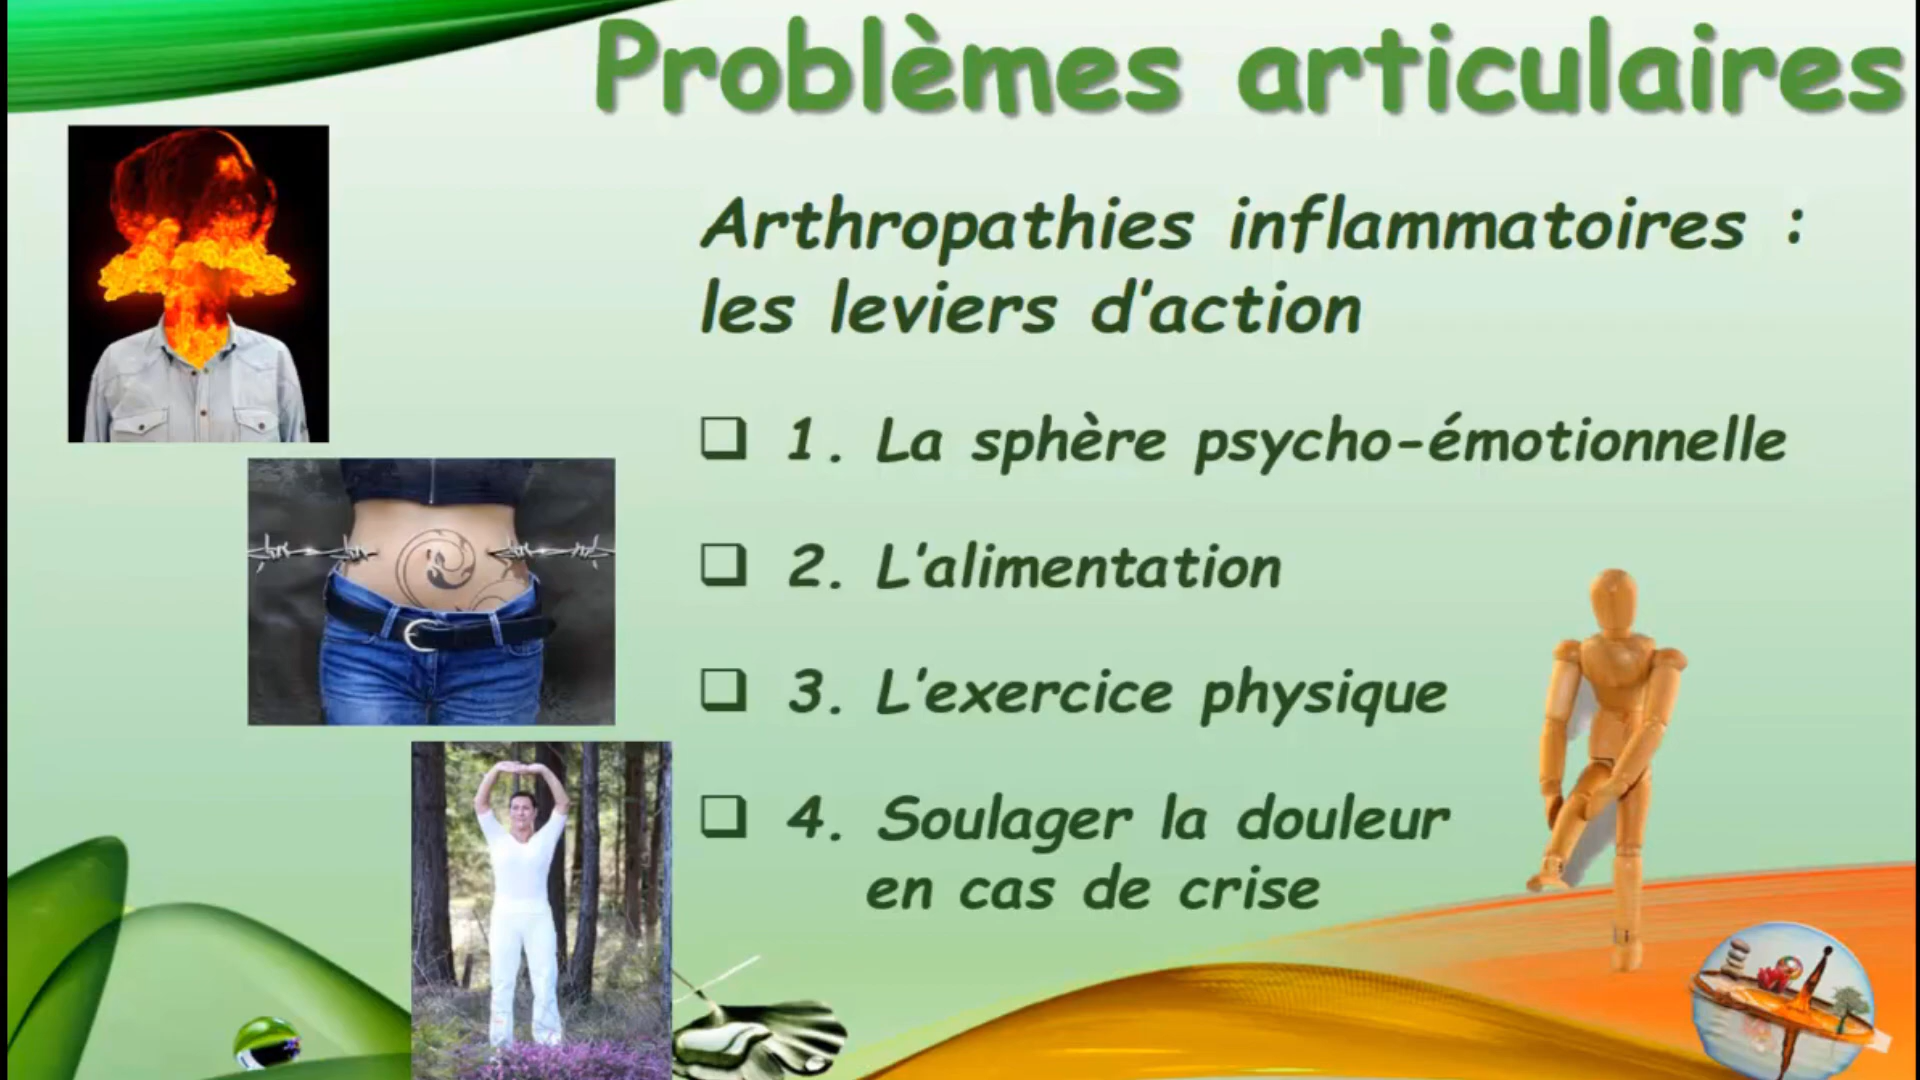 Problèmes articulaires
Arthropathies inflammatoires :
les leviers d'action
❑ 1. La sphère psycho-émotionnelle
❑ 2. L'alimentation
❑ 3. L'exercice physique
❑ 4. Soulager la douleur
en cas de crise